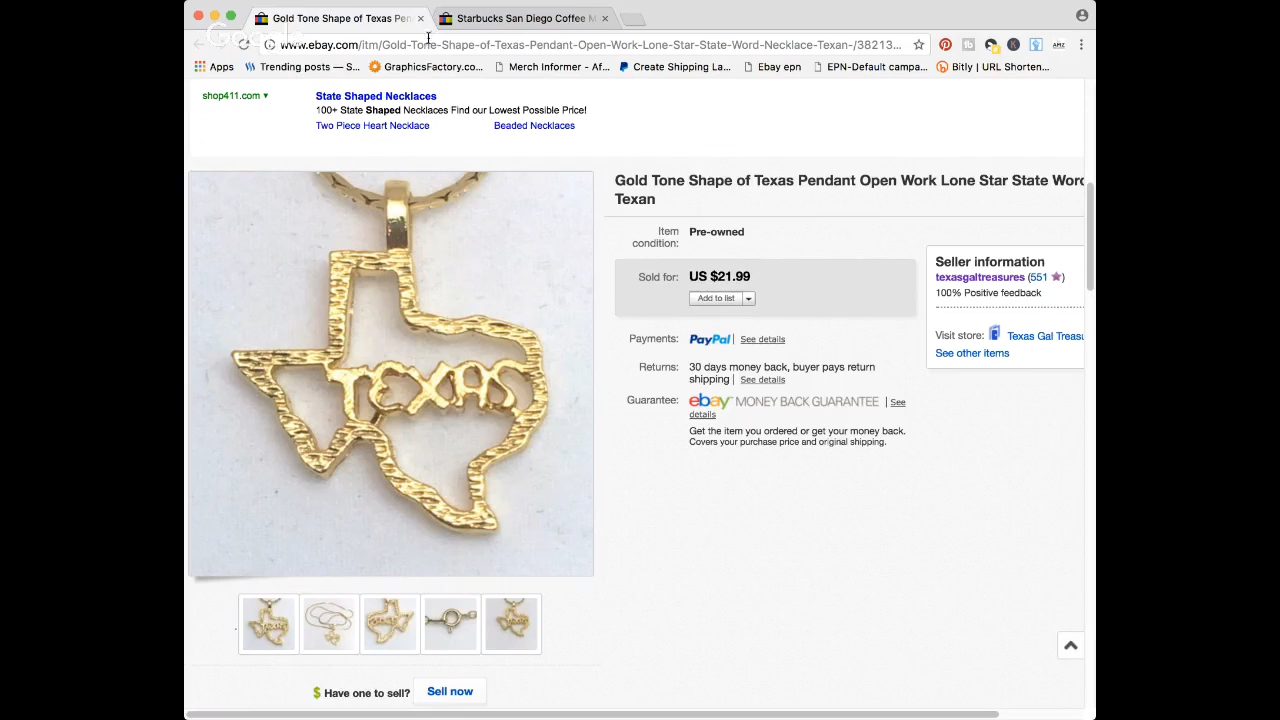 Gold Tone Shape of Texas Pen
Starbucks San Diego Coffee M
Google
www.ebay.com/itm/Gold-Tone-Shape-of-Texas-Pendant-Open-Work-Lone-Star-State-Word-Necklace-Texan-/38213...
AMZ
Apps
Trending posts — S...
GraphicsFactory.co...
Merch Informer - Af...
Create Shipping La...
Ebay epn
EPN-Default campa...
Bitly | URL Shorten...
shop411.com
State Shaped Necklaces
100+ State Shaped Necklaces Find our Lowest Possible Price!
Two Piece Heart Necklace
Beaded Necklaces
TEXAS
Gold Tone Shape of Texas Pendant Open Work Lone Star State Word
Texan
Item condition:
Pre-owned
Sold for:
US $21.99
Add to list
Payments:
PayPal | See details
Returns:
30 days money back, buyer pays return
shipping | See details
Guarantee:
ebay MONEY BACK GUARANTEE | See
details
Get the item you ordered or get your money back.
Covers your purchase price and original shipping.
Seller information
texasgaltreasures (551 )
100% Positive feedback
Visit store: Texas Gal Treasu
See other items
$ Have one to sell?
Sell now